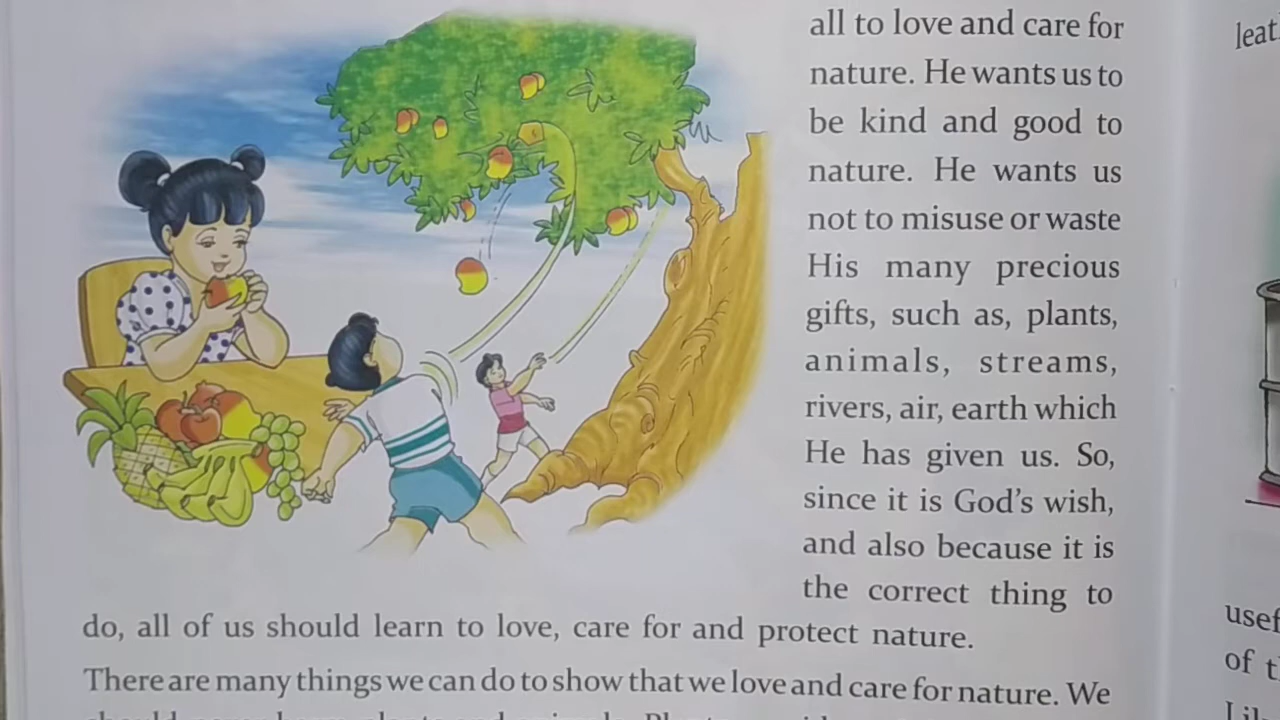 all to love and care for
nature. He wants us to
be kind and good to
nature. He wants us
not to misuse or waste
His many precious
gifts, such as, plants,
animals, streams,
rivers, air, earth which
He has given us. So,
since it is God's wish,
and also because it is
the correct thing to
do, all of us should learn to love, care for and protect nature.
There are many things we can do to show that we love and care for nature. We
leat
usef
of t